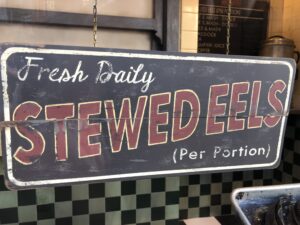 Fresh Daily
STEWED EELS
(Per Portion)